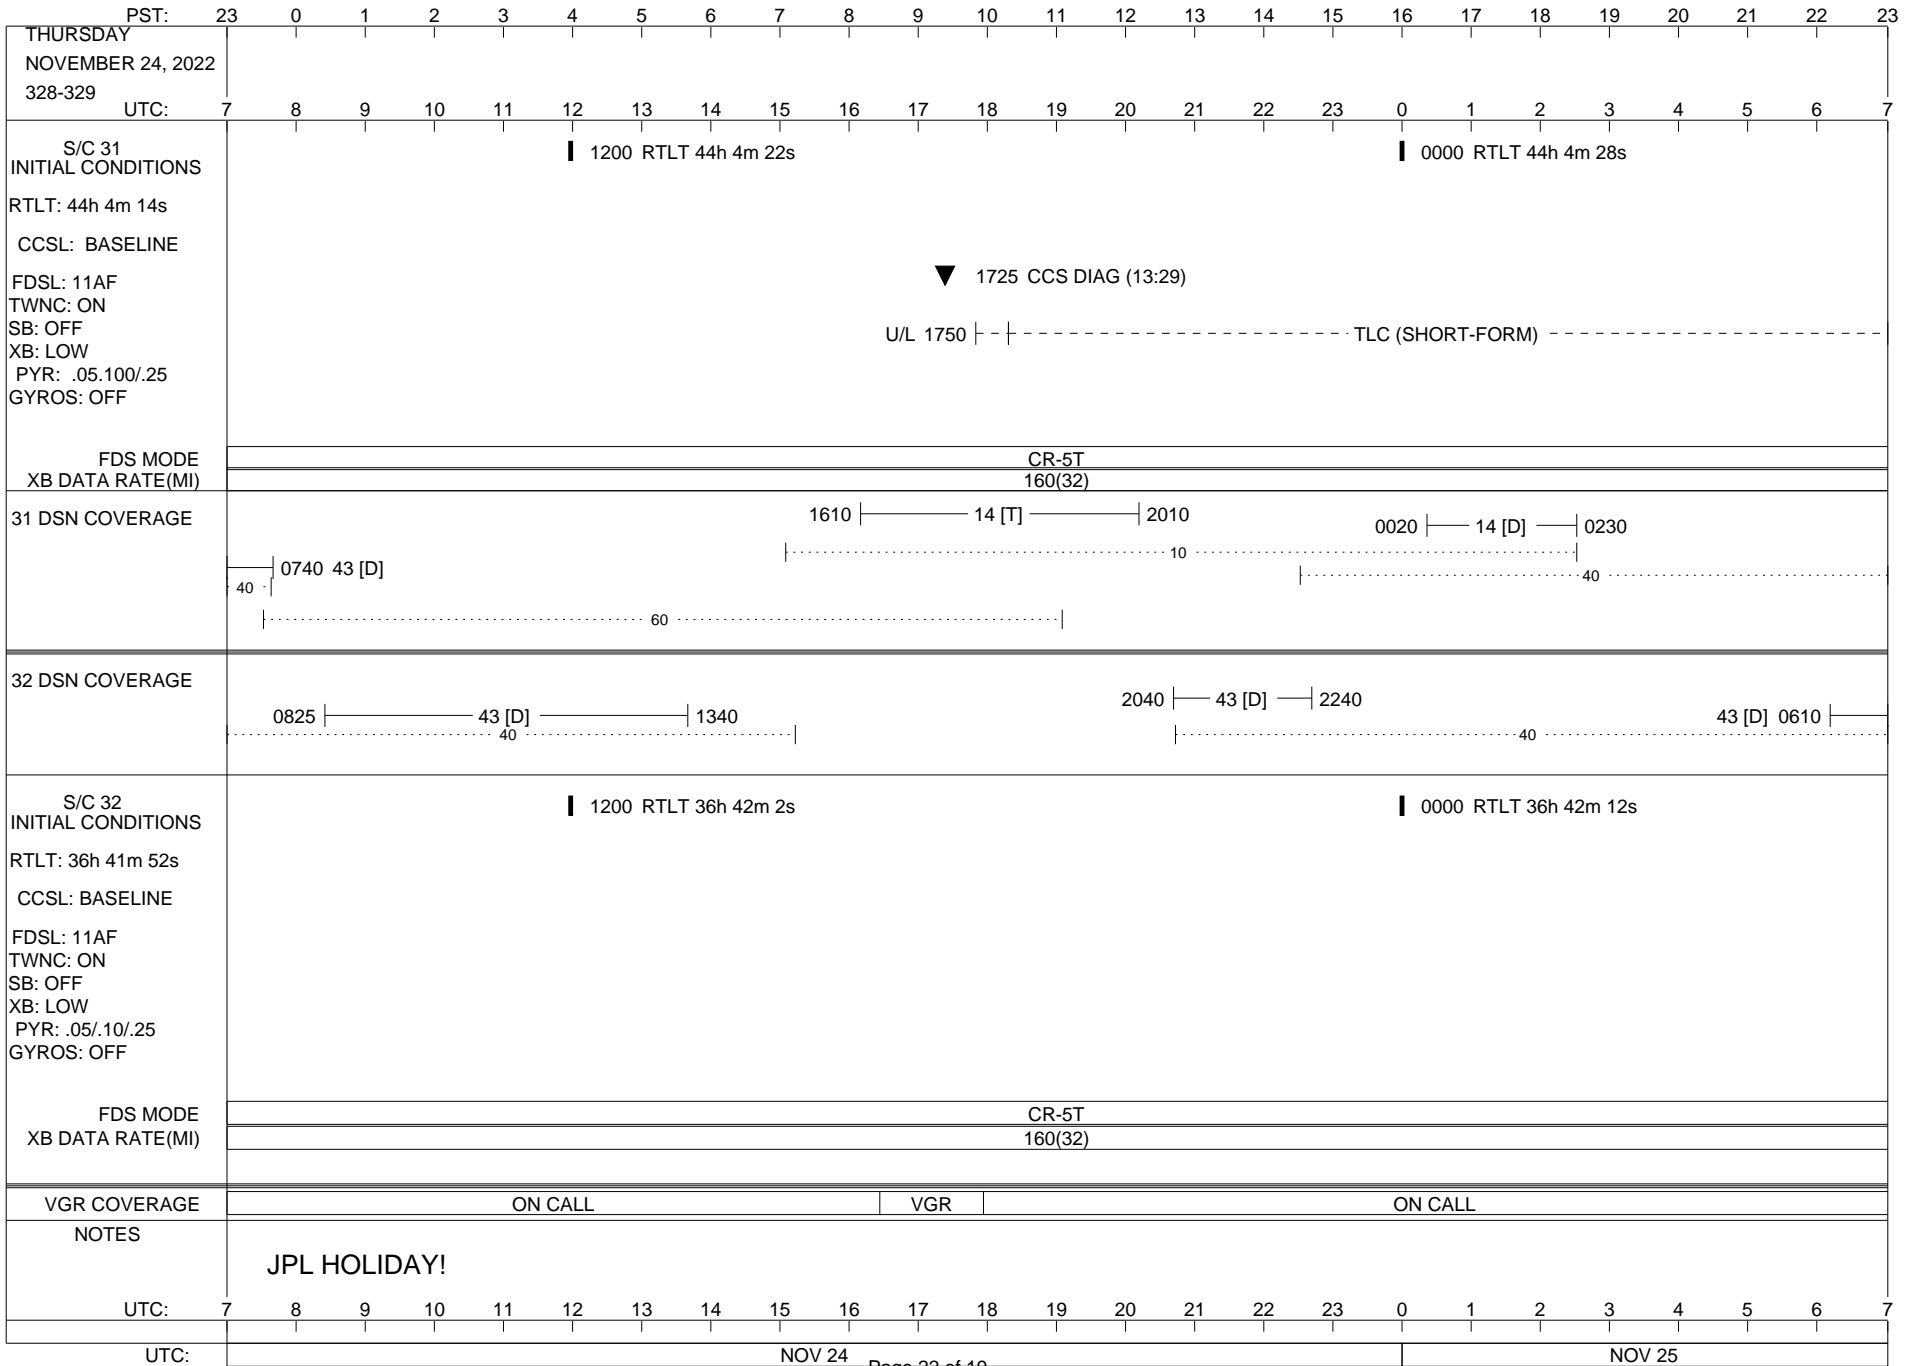 PST: 23 0 1 2 3 4 5 6 7 8 9 10 11 12 13 14 15 16 17 18 19 20 21 22 23
THURSDAY
NOVEMBER 24, 2022
328-329
UTC: 7 8 9 10 11 12 13 14 15 16 17 18 19 20 21 22 23 0 1 2 3 4 5 6 7
S/C 31
INITIAL CONDITIONS
1200 RTLT 44h 4m 22s
0000 RTLT 44h 4m 28s
RTLT: 44h 4m 14s
CCSL: BASELINE
FDSL: 11AF
TWNC: ON
SB: OFF
XB: LOW
PYR: .05.100/.25
GYROS: OFF
1725 CCS DIAG (13:29)
U/L 1750
TLC (SHORT-FORM)
FDS MODE CR-5T
XB DATA RATE(MI) 160(32)
31 DSN COVERAGE
1610 14 [T] 2010
0020 14 [D] 0230
10
0740 43 [D]
40
40
60
32 DSN COVERAGE
2040 43 [D] 2240
0825 43 [D] 1340
43 [D] 0610
40
40
S/C 32
INITIAL CONDITIONS
1200 RTLT 36h 42m 2s
0000 RTLT 36h 42m 12s
RTLT: 36h 41m 52s
CCSL: BASELINE
FDSL: 11AF
TWNC: ON
SB: OFF
XB: LOW
PYR: .05/.10/.25
GYROS: OFF
FDS MODE CR-5T
XB DATA RATE(MI) 160(32)
VGR COVERAGE ON CALL VGR ON CALL
NOTES
JPL HOLIDAY!
UTC: 7 8 9 10 11 12 13 14 15 16 17 18 19 20 21 22 23 0 1 2 3 4 5 6 7
UTC: NOV 24 NOV 25
Page 22 of 19